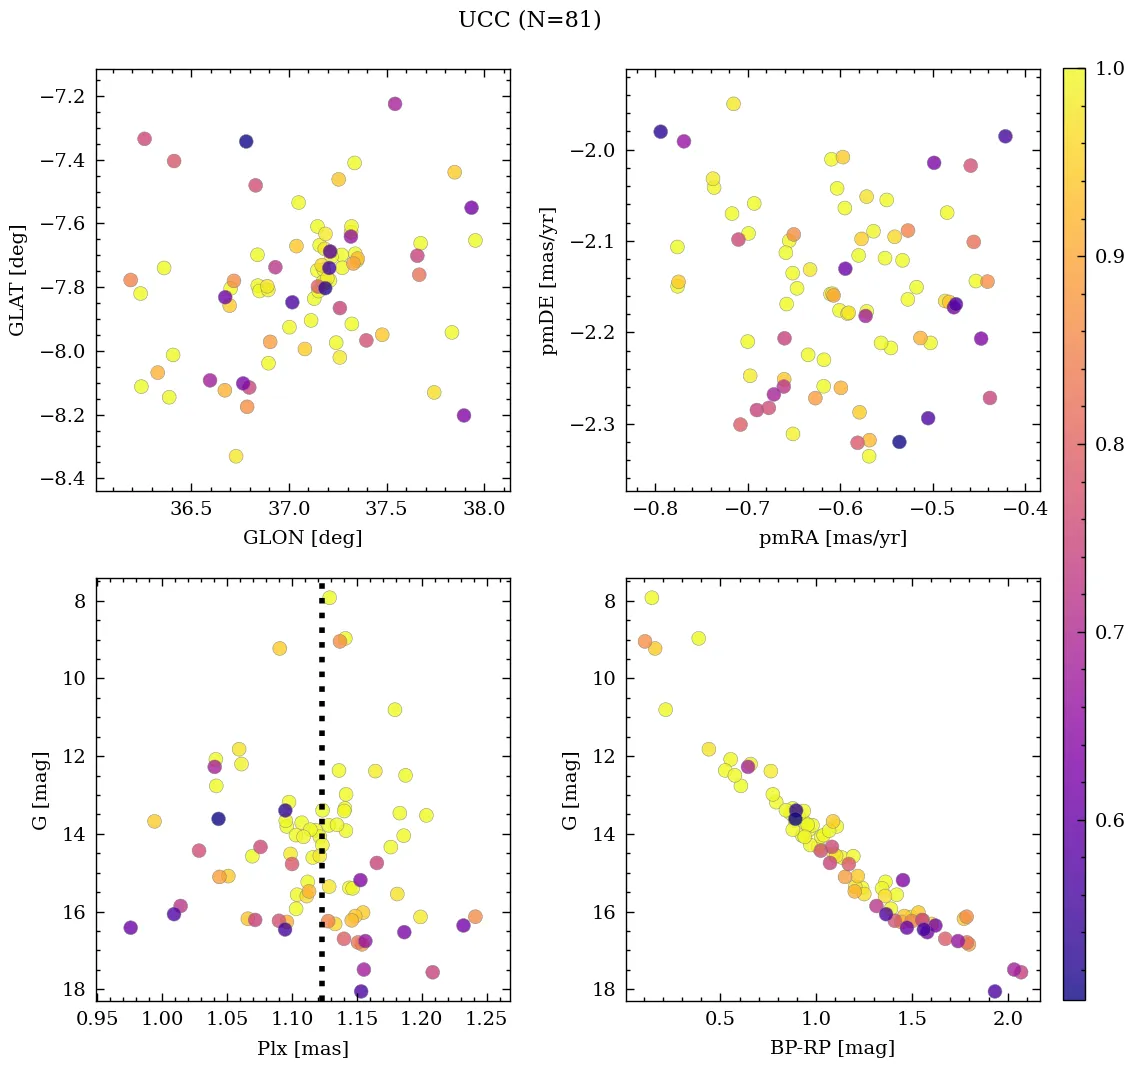 UCC (N=81)
−7.2
−7.4
−7.6
−7.8
−8.0
−8.2
−8.4
GLAT [deg]
36.5 37.0 37.5 38.0
GLON [deg]
−2.0
−2.1
−2.2
−2.3
pmDE [mas/yr]
−0.8 −0.7 −0.6 −0.5 −0.4
pmRA [mas/yr]
8
10
12
14
16
18
G [mag]
0.95 1.00 1.05 1.10 1.15 1.20 1.25
Plx [mas]
8
10
12
14
16
18
G [mag]
0.5 1.0 1.5 2.0
BP-RP [mag]
1.0
0.9
0.8
0.7
0.6